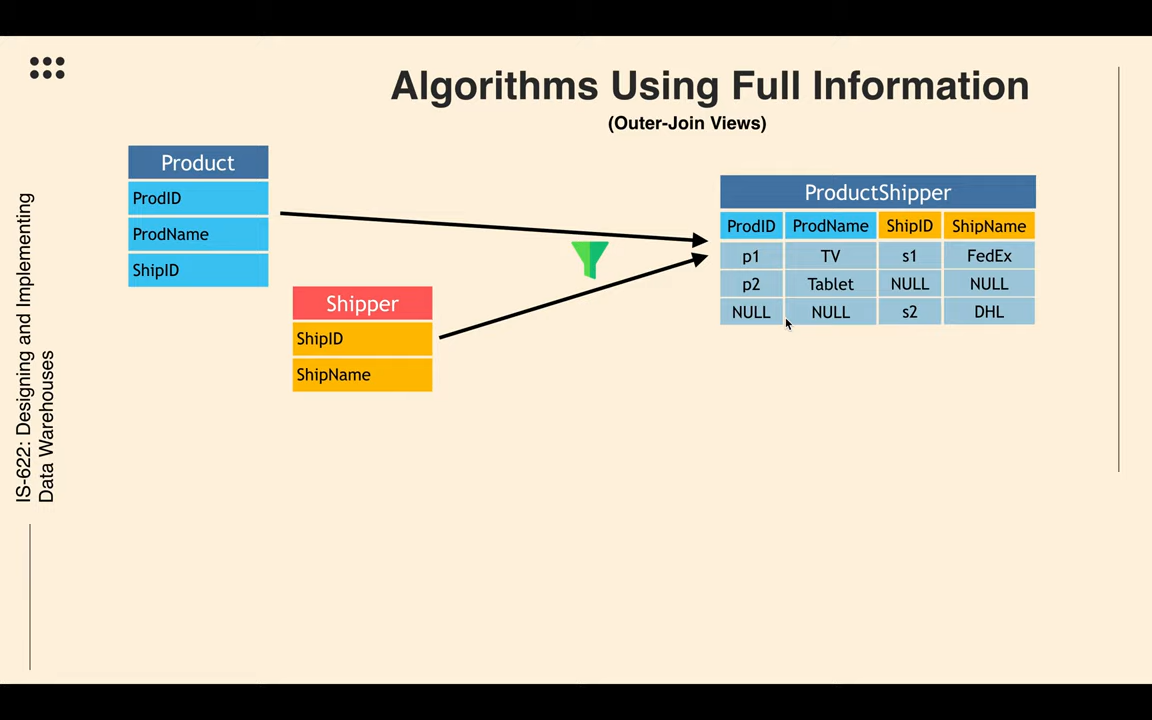 Algorithms Using Full Information
(Outer-Join Views)
IS-622: Designing and Implementing
Data Warehouses
Product
ProdID
ProdName
ShipID
Shipper
ShipID
ShipName
ProductShipper
ProdID ProdName ShipID ShipName
p1 TV s1 FedEx
p2 Tablet NULL NULL
NULL NULL s2 DHL